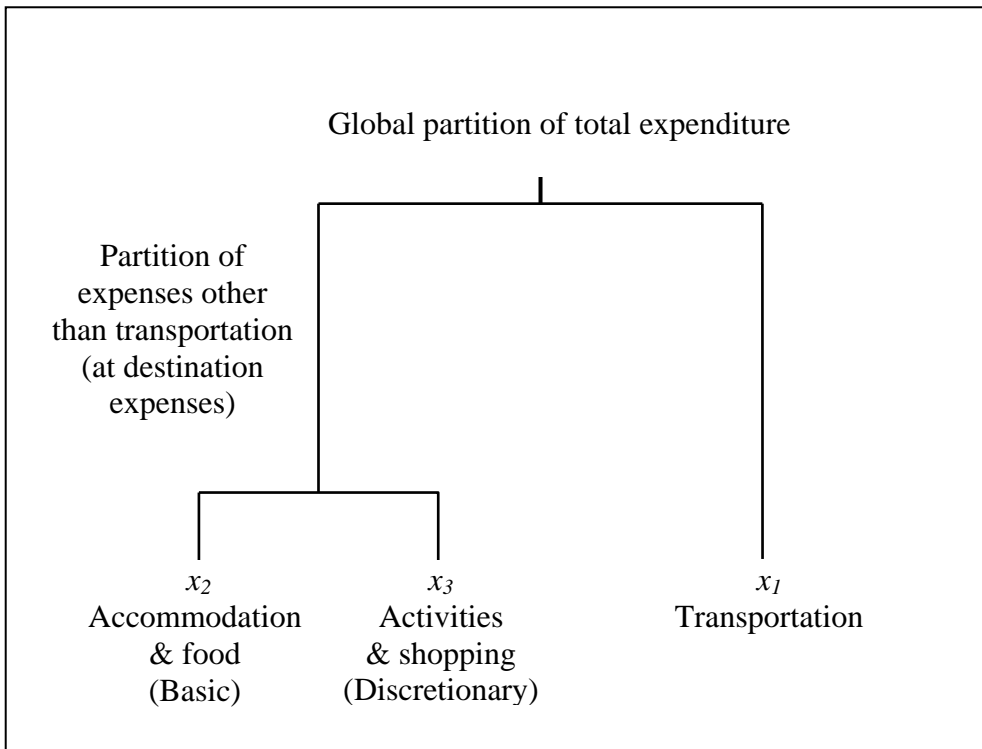 Global partition of total expenditure
Partition of
expenses other
than transportation
(at destination
expenses)
x2
Accommodation
& food
(Basic)
x3
Activities
& shopping
(Discretionary)
x1
Transportation